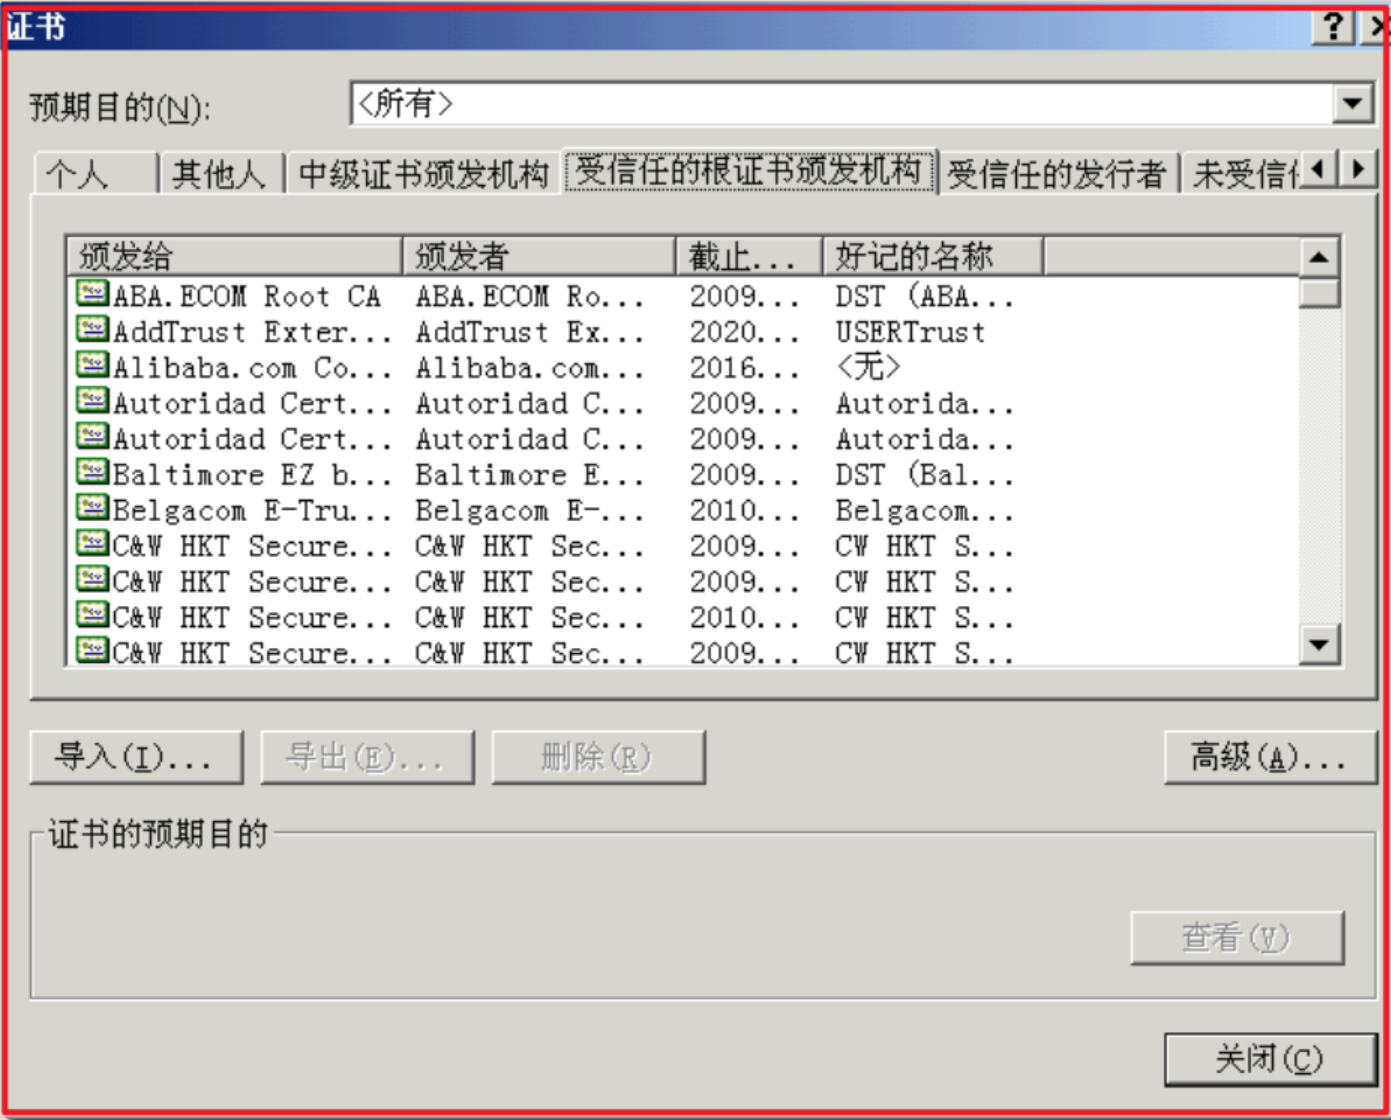 证书
预期目的(N):
<所有>
个人 其他人 中级证书颁发机构 受信任的根证书颁发机构 受信任的发行者 未受信
颁发给 颁发者 截止... 好记的名称
ABA.ECOM Root CA ABA.ECOM Ro... 2009... DST (ABA...
AddTrust Exter... AddTrust Ex... 2020... USERTrust
Alibaba.com Co... Alibaba.com... 2016... <无>
Autoridad Cert... Autoridad C... 2009... Autorida...
Autoridad Cert... Autoridad C... 2009... Autorida...
Baltimore EZ b... Baltimore E... 2009... DST (Bal...
Belgacom E-Tru... Belgacom E-... 2010... Belgacom...
C&W HKT Secure... C&W HKT Sec... 2009... CW HKT S...
C&W HKT Secure... C&W HKT Sec... 2009... CW HKT S...
C&W HKT Secure... C&W HKT Sec... 2010... CW HKT S...
C&W HKT Secure... C&W HKT Sec... 2009... CW HKT S...
导入(I)... 导出(E)... 删除(R) 高级(A)...
证书的预期目的
查看(V)
关闭(C)